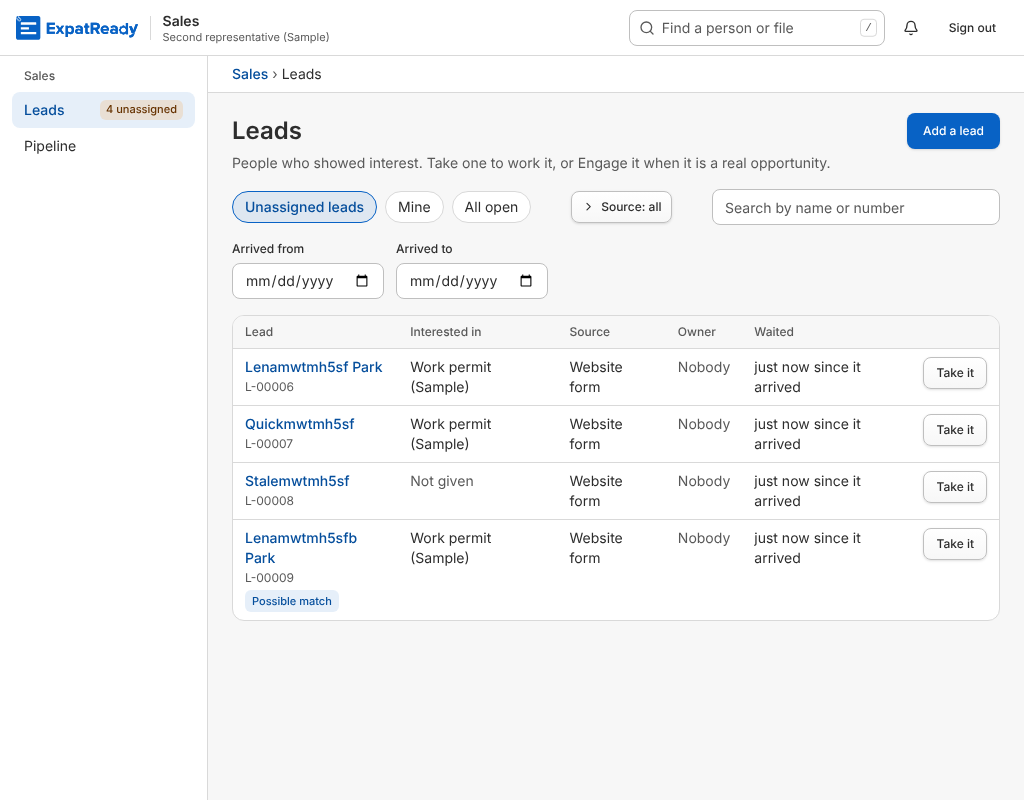 ExpatReady
Sales
Second representative (Sample)
Find a person or file
/
Sign out
Sales
Leads
4 unassigned
Pipeline
Sales › Leads
Leads
Add a lead
People who showed interest. Take one to work it, or Engage it when it is a real opportunity.
Unassigned leads
Mine
All open
Source: all
Search by name or number
Arrived from
Arrived to
mm/dd/yyyy
mm/dd/yyyy
Lead
Interested in
Source
Owner
Waited
Lenamwtmh5sf Park
L-00006
Work permit
(Sample)
Website
form
Nobody
just now since it
arrived
Take it
Quickmwtmh5sf
L-00007
Work permit
(Sample)
Website
form
Nobody
just now since it
arrived
Take it
Stalemwtmh5sf
L-00008
Not given
Website
form
Nobody
just now since it
arrived
Take it
Lenamwtmh5sfb
Park
L-00009
Possible match
Work permit
(Sample)
Website
form
Nobody
just now since it
arrived
Take it